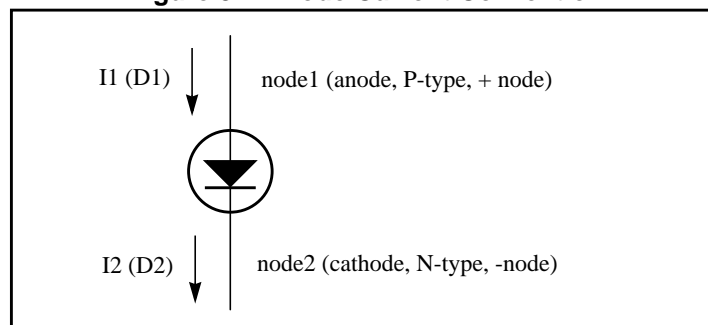 I1 (D1)
node1 (anode, P-type, + node)
I2 (D2)
node2 (cathode, N-type, -node)